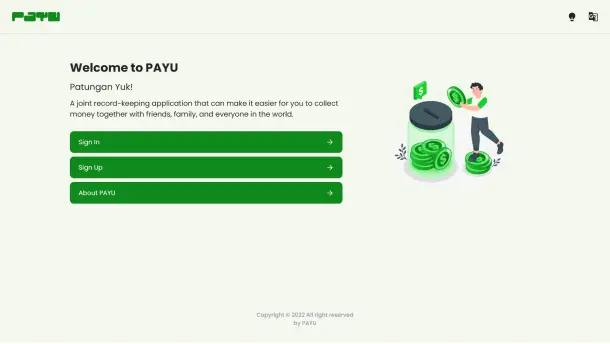 PAYU
Welcome to PAYU
Patungan Yuk!
A joint record-keeping application that can make it easier for you to collect
money together with friends, family, and everyone in the world.
Sign In
Sign Up
About PAYU
$
Copyright © 2022 All right reserved
by PAYU